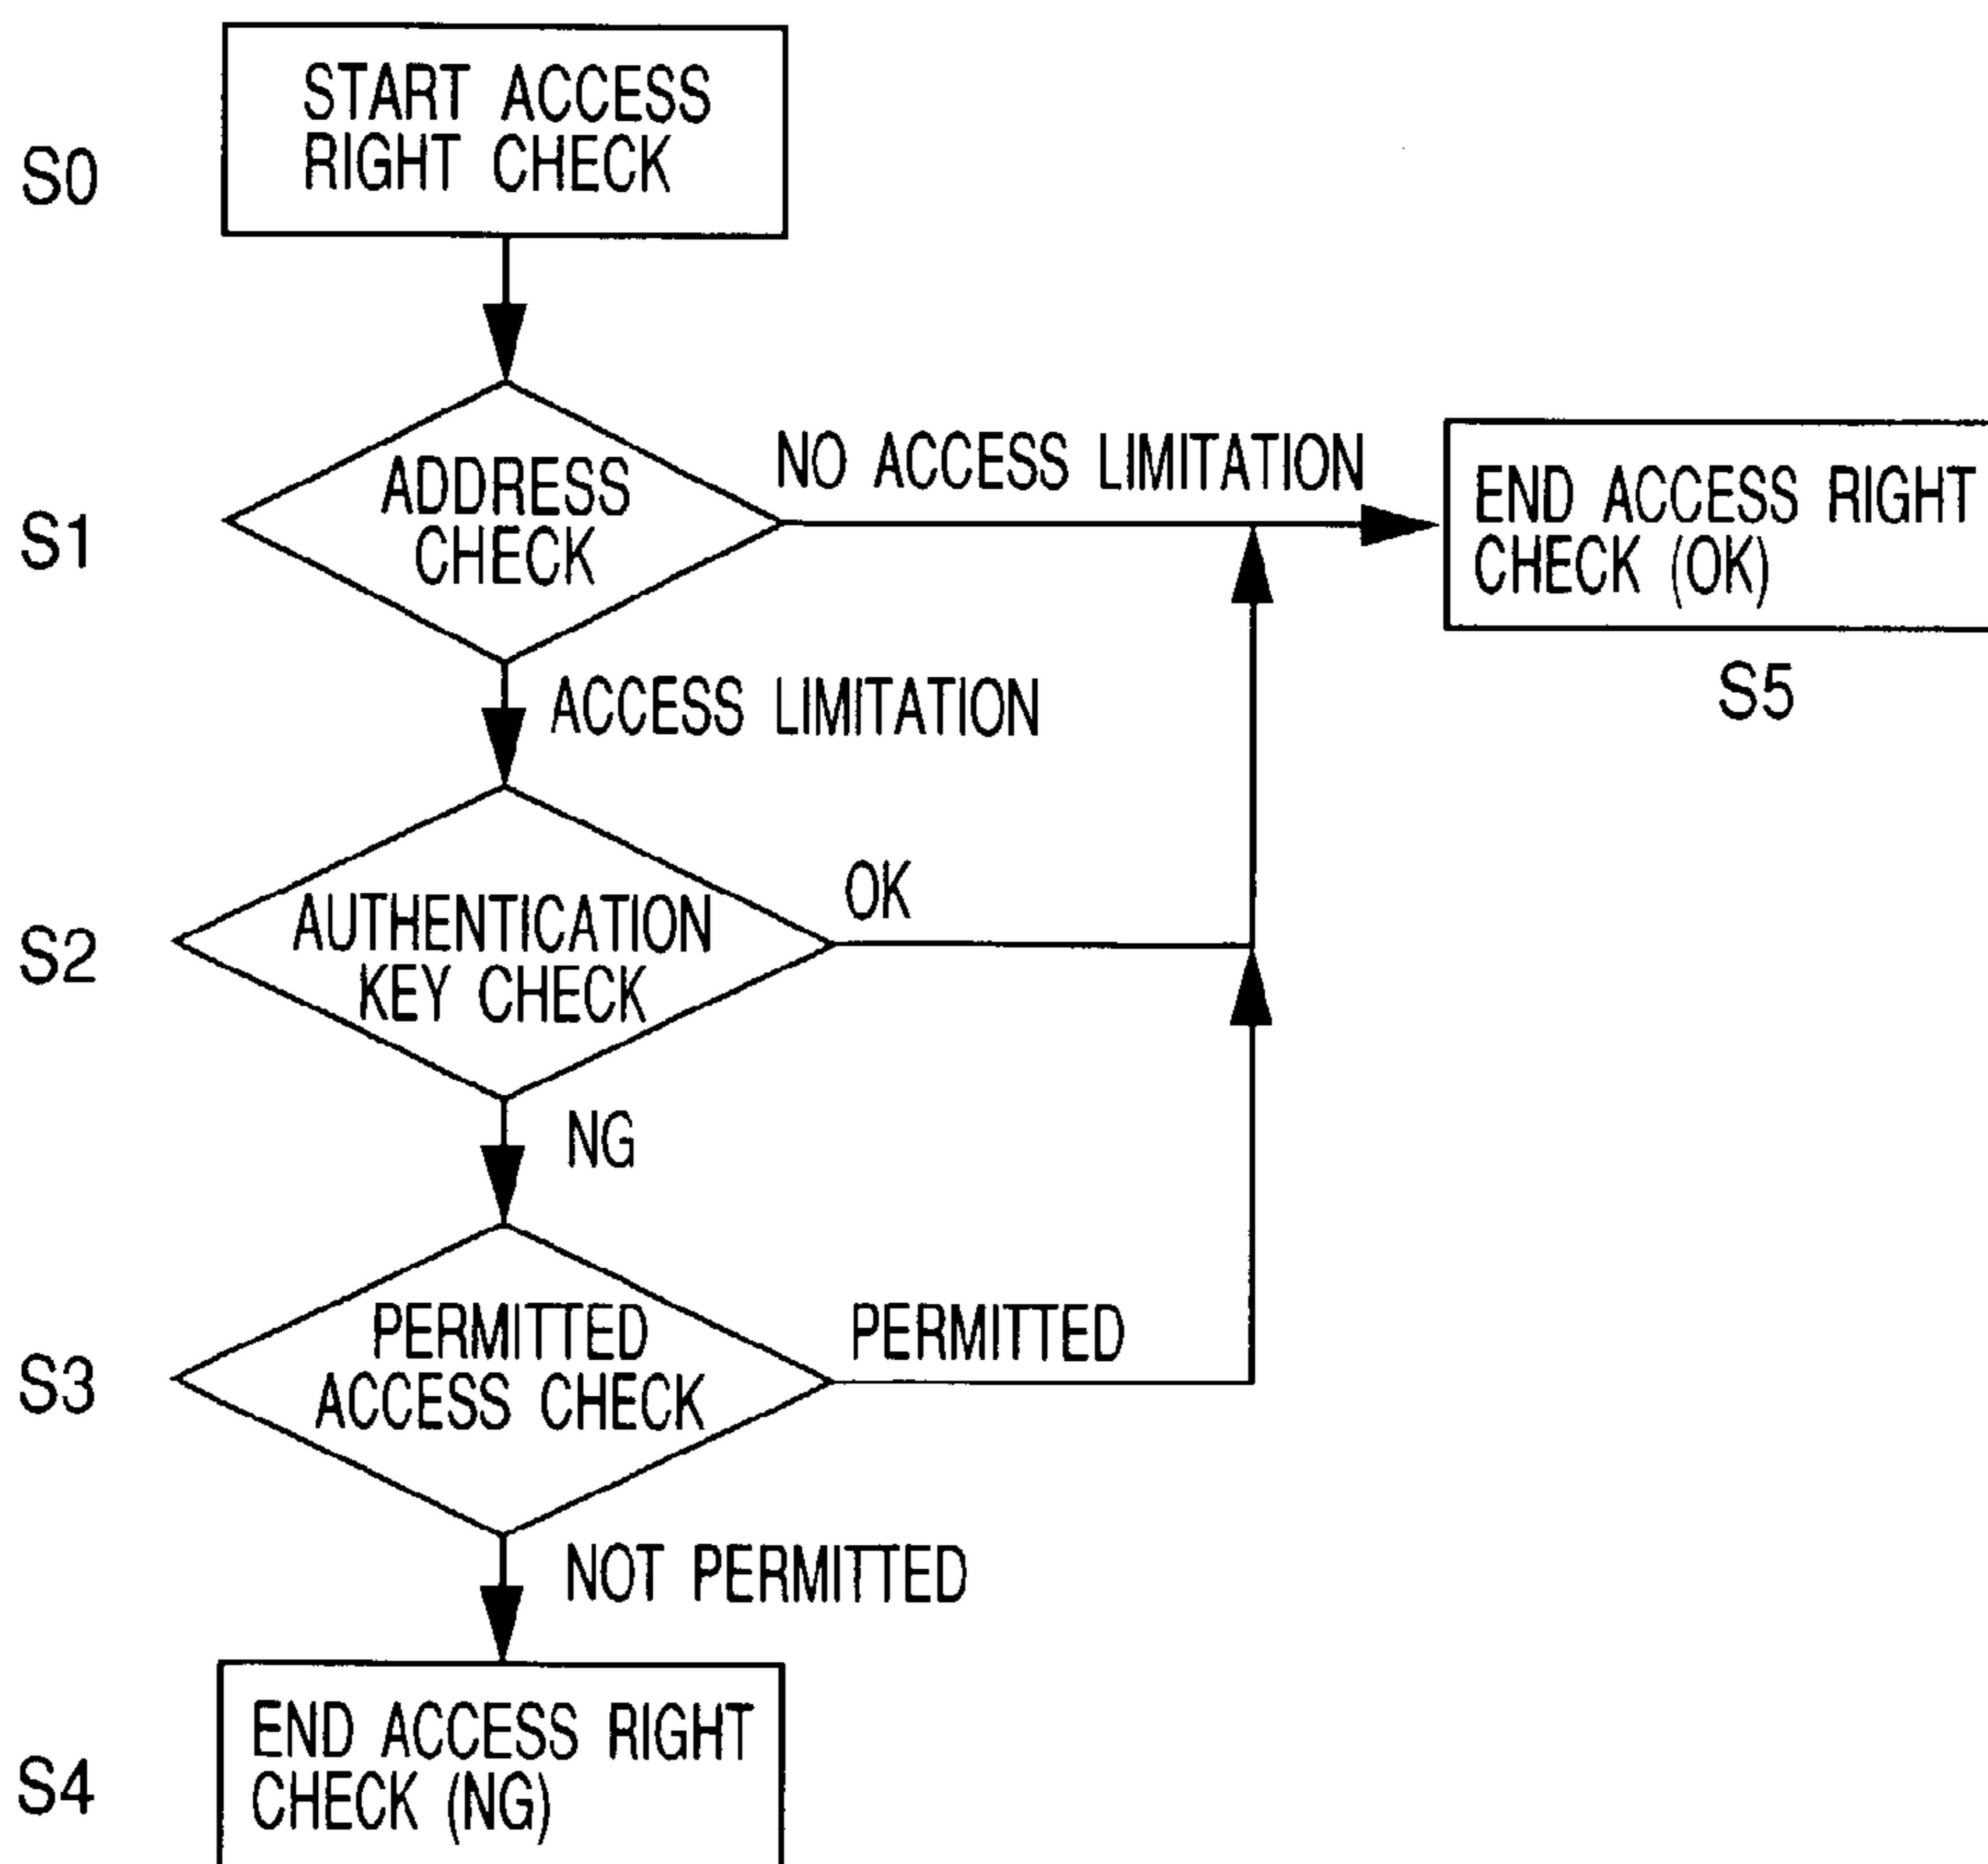 START ACCESS
RIGHT CHECK
S0
ADDRESS
CHECK
S1
NO ACCESS LIMITATION
END ACCESS RIGHT
CHECK (OK)
S5
ACCESS LIMITATION
AUTHENTICATION
KEY CHECK
S2
OK
NG
PERMITTED
ACCESS CHECK
S3
PERMITTED
NOT PERMITTED
END ACCESS RIGHT
CHECK (NG)
S4